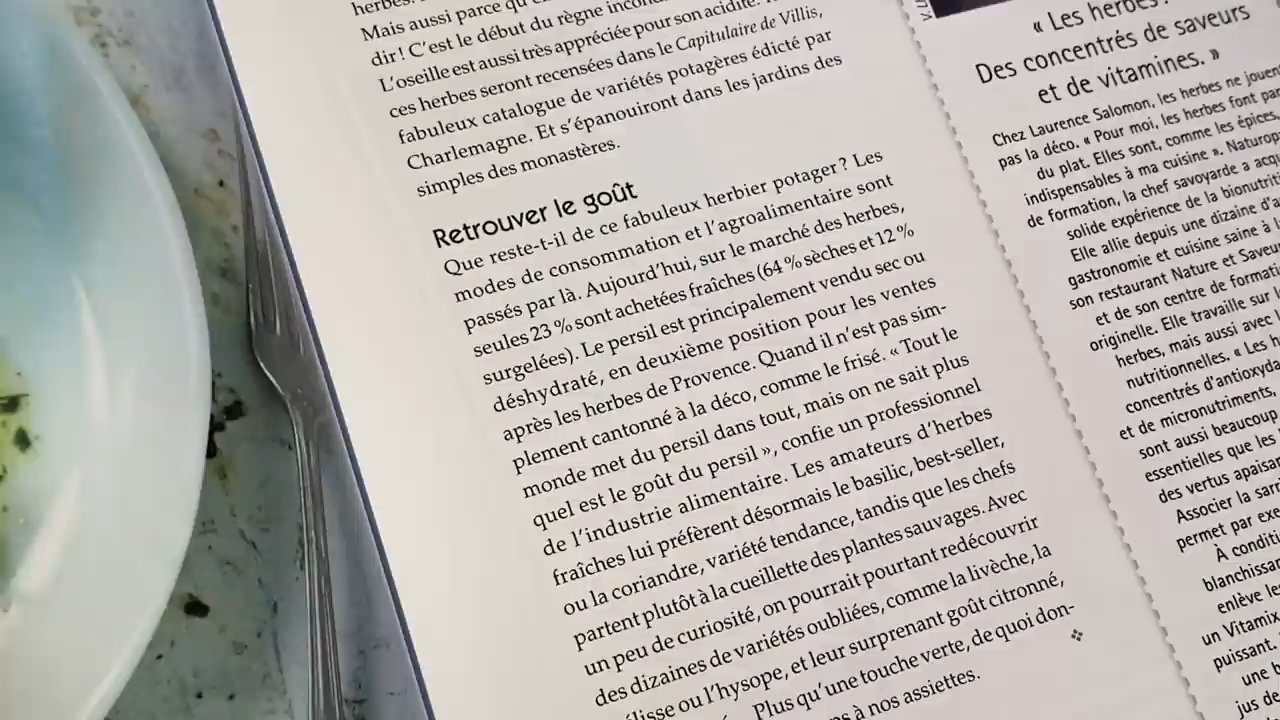 herbes.
Mais aussi parce qu'e
dir ! C'est le début du règne
L'oseille est aussi très appréciée pour son acidité.
ces herbes seront recensées dans le Capitulaire de Villis,
fabuleux catalogue de variétés potagères édicté par
Charlemagne. Et s'épanouiront dans les jardins des
simples des monastères.
Retrouver le goût
Que reste-t-il de ce fabuleux herbier potager ? Les
modes de consommation et l'agroalimentaire sont
passés par là. Aujourd'hui, sur le marché des herbes,
seules 23 % sont achetées fraîches (64 % sèches et 12 %
surgelées). Le persil est principalement vendu sec ou
déshydraté, en deuxième position pour les ventes
après les herbes de Provence. Quand il n'est pas sim-
plement cantonné à la déco, comme le frisé. « Tout le
monde met du persil dans tout, mais on ne sait plus
quel est le goût du persil », confie un professionnel
de l'industrie alimentaire. Les amateurs d'herbes
fraîches lui préfèrent désormais le basilic, best-seller,
ou la coriandre, variété tendance, tandis que les chefs
partent plutôt à la cueillette des plantes sauvages. Avec
un peu de curiosité, on pourrait pourtant redécouvrir
des dizaines de variétés oubliées, comme la livèche, la
élisse ou l'hysope, et leur surprenant goût citronné,
Plus qu'une touche verte, de quoi don-
à nos assiettes.
« Les herbes ?
Des concentrés de saveurs
et de vitamines. »
Chez Laurence Salomon, les herbes ne jouent
pas la déco. « Pour moi, les herbes font par
du plat. Elles sont, comme les épices,
indispensables à ma cuisine ». Naturop
de formation, la chef savoyarde a acqu
solide expérience de la bionutriti
Elle allie depuis une dizaine d'a
gastronomie et cuisine saine à l
son restaurant Nature et Saveu
et de son centre de formati
originelle. Elle travaille sur l
herbes, mais aussi avec
nutritionnelles. « Les h
concentrés d'antioxyda
et de micronutriments,
sont aussi beaucoup
essentielles que les
des vertus apaisan
Associer la sarr
permet par exe
À conditi
blanchissan
enlève les
un Vitamix
puissant.
une b
jus de